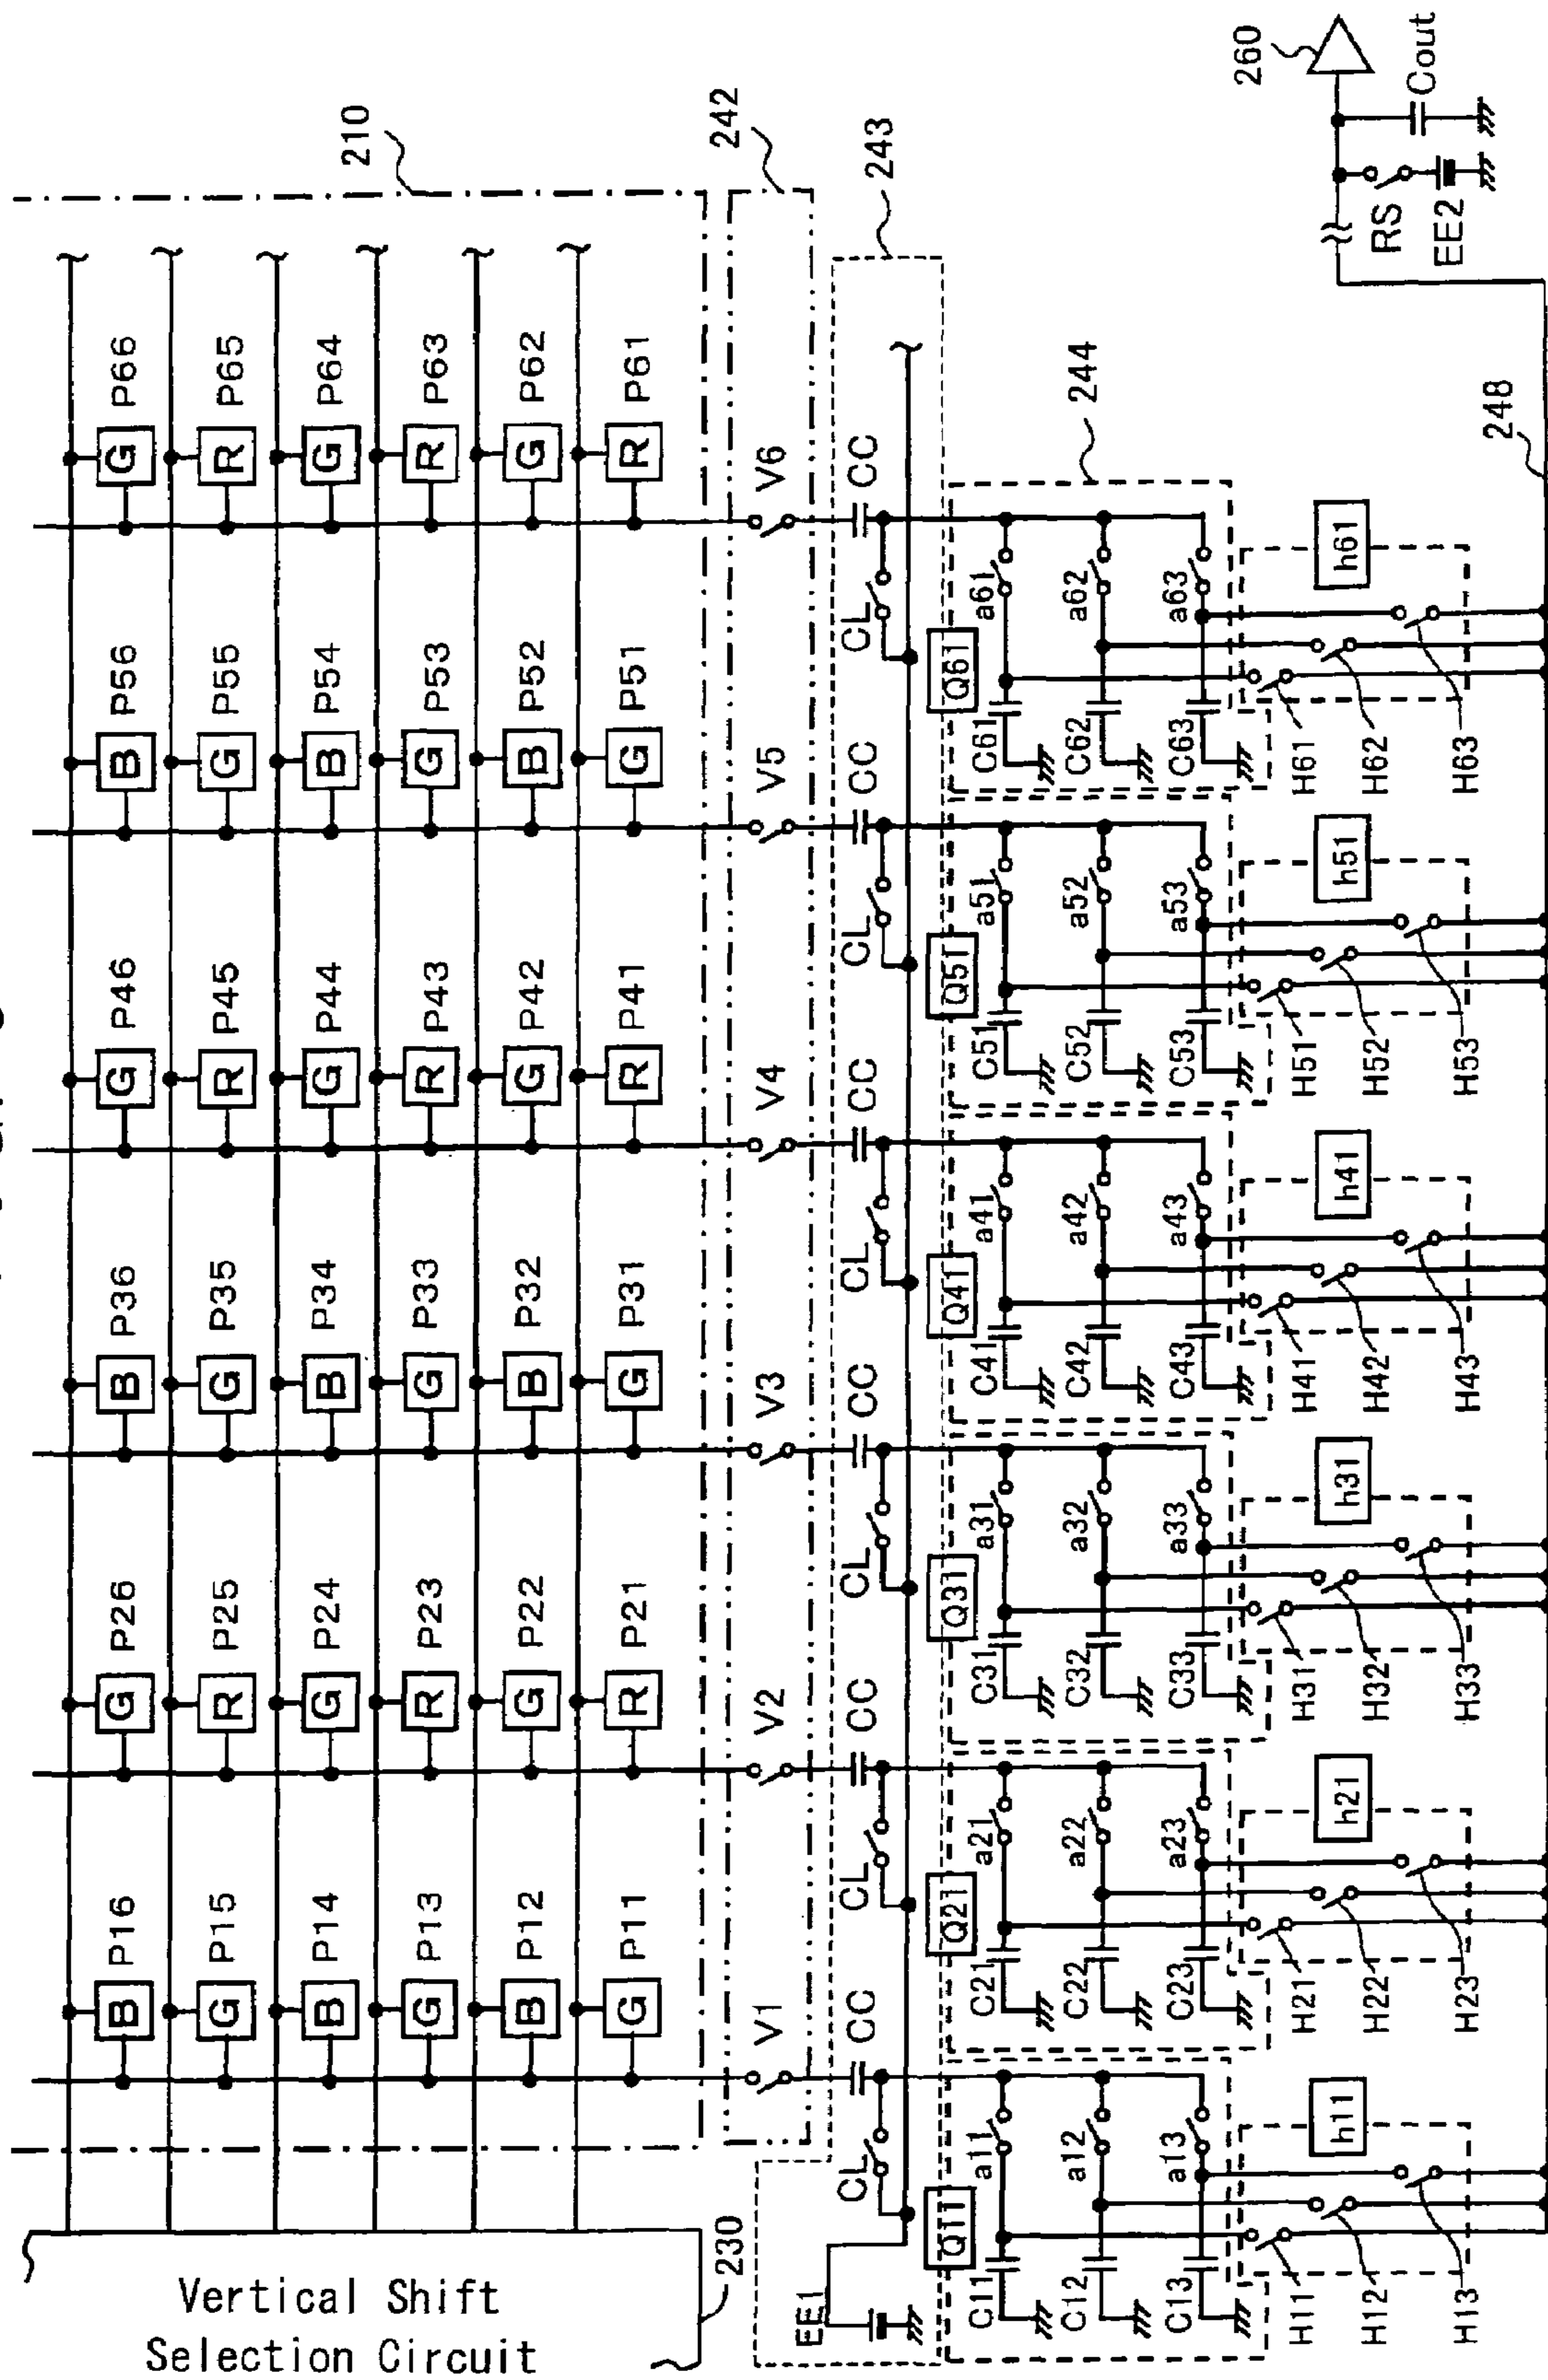 Vertical Shift
Selection Circuit
230
210
242
243
244
248
260
B P16
G P26
B P36
G P46
B P56
G P66
G P15
R P25
G P35
R P45
G P55
R P65
B P14
G P24
B P34
G P44
B P54
G P64
G P13
R P23
G P33
R P43
G P53
R P63
B P12
G P22
B P32
G P42
B P52
G P62
G P11
R P21
G P31
R P41
G P51
R P61
V1
V2
V3
V4
V5
V6
CC
CC
CC
CC
CC
CC
CL
CL
CL
CL
CL
CL
EE1
Q11
Q21
Q31
Q41
Q51
Q61
C11 a11
C21 a21
C31 a31
C41 a41
C51 a51
C61 a61
C12 a12
C22 a22
C32 a32
C42 a42
C52 a52
C62 a62
C13 a13
C23 a23
C33 a33
C43 a43
C53 a53
C63 a63
h11
h21
h31
h41
h51
h61
H11
H21
H31
H41
H51
H61
H12
H22
H32
H42
H52
H62
H13
H23
H33
H43
H53
H63
RS
EE2
Cout